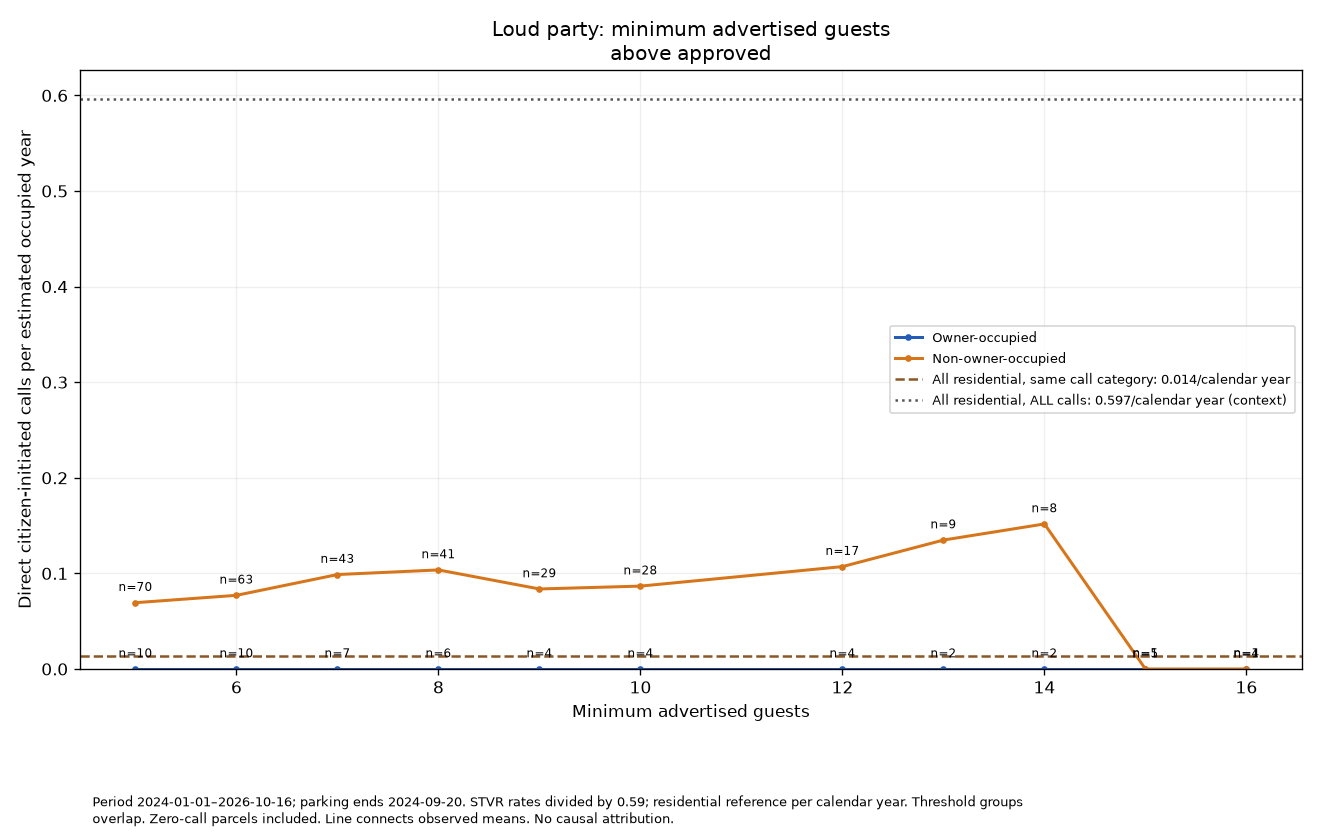 Loud party: minimum advertised guests
above approved
Direct citizen-initiated calls per estimated occupied year
0.6
0.5
0.4
0.3
0.2
0.1
0.0
Owner-occupied
Non-owner-occupied
All residential, same call category: 0.014/calendar year
All residential, ALL calls: 0.597/calendar year (context)
n=70
n=63
n=43
n=41
n=29
n=28
n=17
n=9
n=8
n=10
n=10
n=7
n=6
n=4
n=4
n=4
n=2
n=2
6
8
10
12
14
16
Minimum advertised guests
Period 2024-01-01–2026-10-16; parking ends 2024-09-20. STVR rates divided by 0.59; residential reference per calendar year. Threshold groups
overlap. Zero-call parcels included. Line connects observed means. No causal attribution.